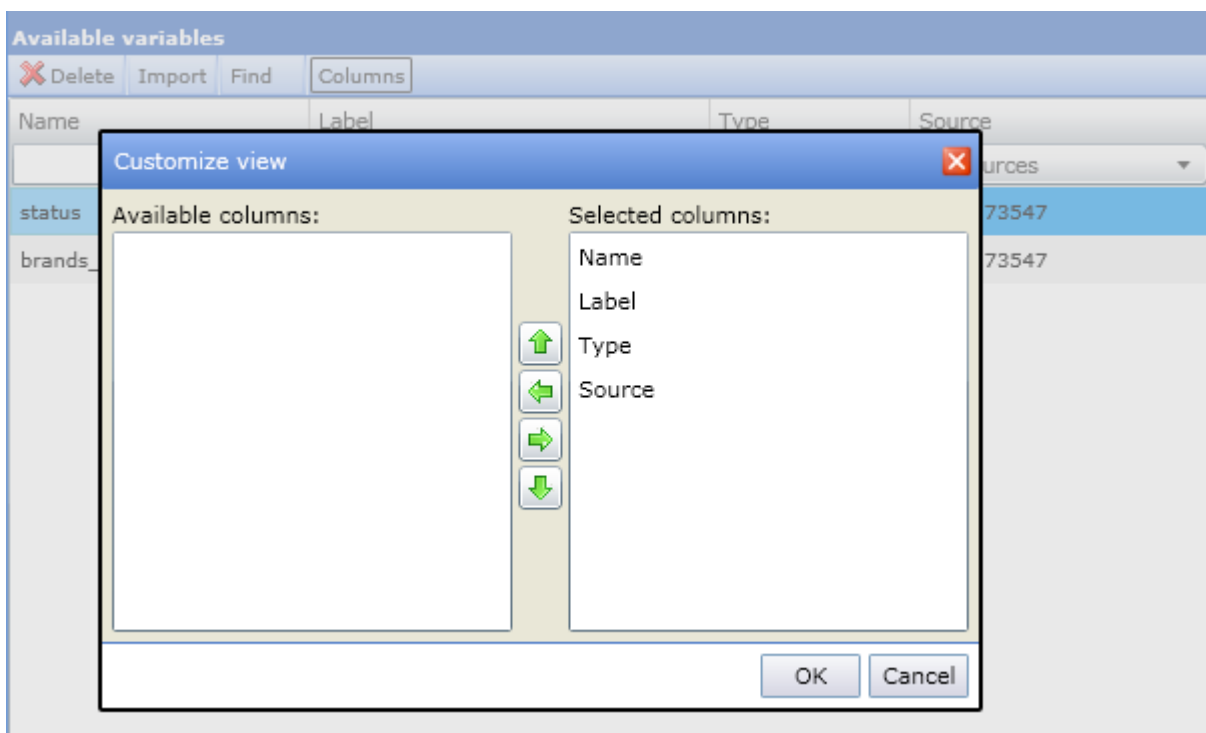 Available variables
Delete Import Find Columns
Name Label Type Source
Customize view
urces
status Available columns: Selected columns: 73547
brands_ Name 73547
Label
Type
Source
OK Cancel